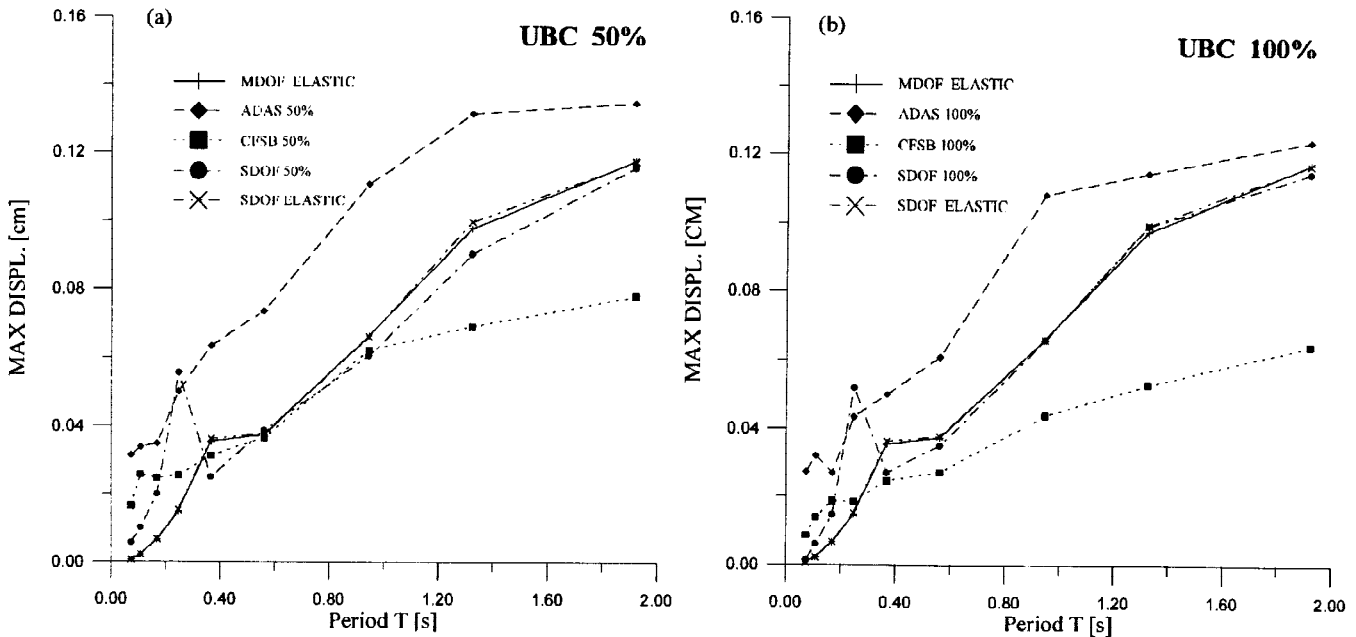 (a)
UBC 50%
MDOF ELASTIC
ADAS 50%
CFSB 50%
SDOF 50%
SDOF ELASTIC
MAX DISPL. [cm]
0.16
0.12
0.08
0.04
0.00
0.00 0.40 0.80 1.20 1.60 2.00
Period T [s]
(b)
UBC 100%
MDOF ELASTIC
ADAS 100%
CFSB 100%
SDOF 100%
SDOF ELASTIC
MAX DISPL. [CM]
0.16
0.12
0.08
0.04
0.00
0.00 0.40 0.80 1.20 1.60 2.00
Period T [s]